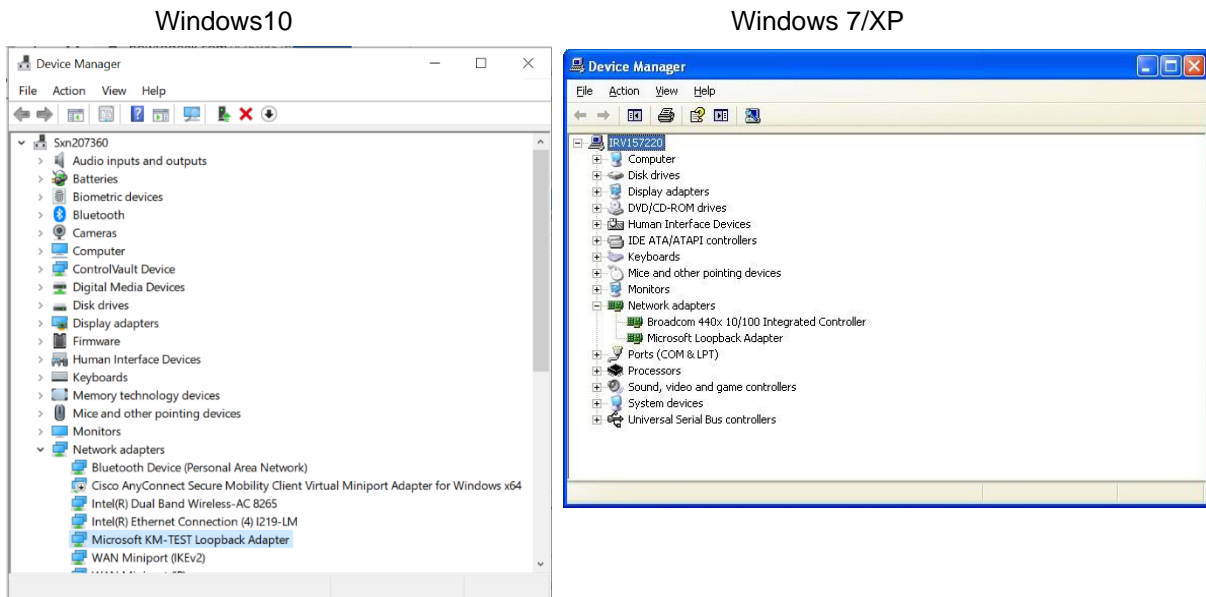 Windows10
Windows 7/XP
Device Manager
File Action View Help
Sxn207360
Audio inputs and outputs
Batteries
Biometric devices
Bluetooth
Cameras
Computer
ControlVault Device
Digital Media Devices
Disk drives
Display adapters
Firmware
Human Interface Devices
Keyboards
Memory technology devices
Mice and other pointing devices
Monitors
Network adapters
Bluetooth Device (Personal Area Network)
Cisco AnyConnect Secure Mobility Client Virtual Miniport Adapter for Windows x64
Intel(R) Dual Band Wireless-AC 8265
Intel(R) Ethernet Connection (4) I219-LM
Microsoft KM-TEST Loopback Adapter
WAN Miniport (IKEv2)
Device Manager
File Action View Help
IRV157220
Computer
Disk drives
Display adapters
DVD/CD-ROM drives
Human Interface Devices
IDE ATA/ATAPI controllers
Keyboards
Mice and other pointing devices
Monitors
Network adapters
Broadcom 440x 10/100 Integrated Controller
Microsoft Loopback Adapter
Ports (COM & LPT)
Processors
Sound, video and game controllers
System devices
Universal Serial Bus controllers